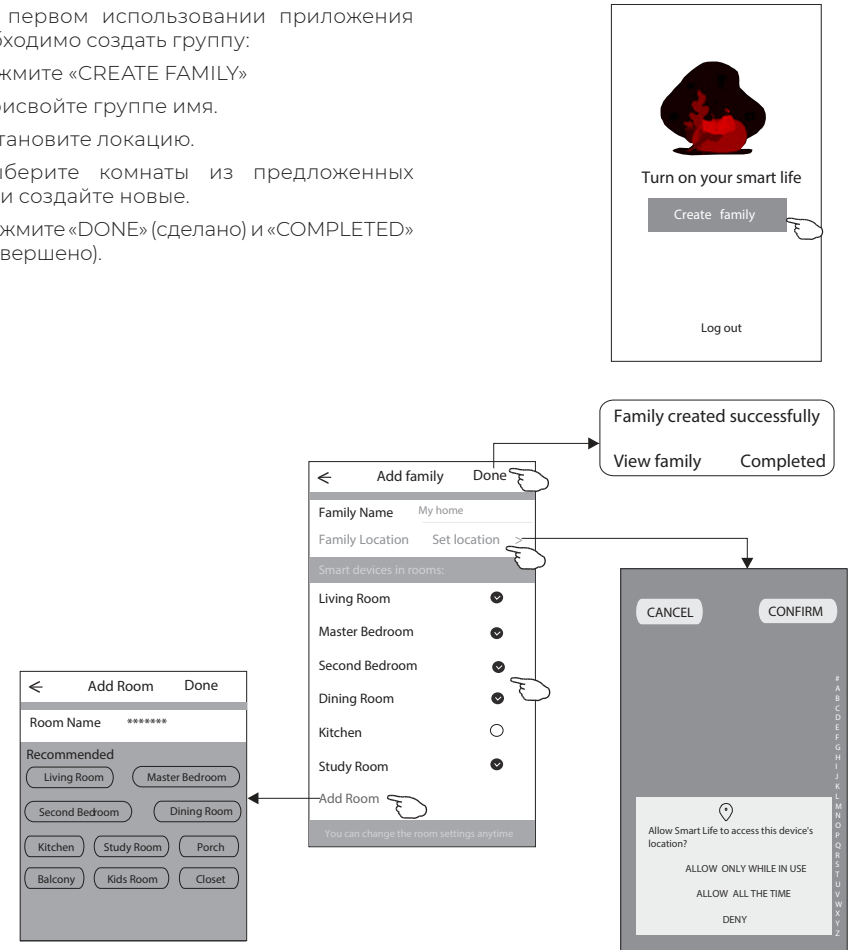 первом использовании приложения
бходимо создать группу:
жмите «CREATE FAMILY»
рисвойте группе имя.
тановите локацию.
ыберите комнаты из предложенных
и создайте новые.
жмите «DONE» (сделано) и «COMPLETED»
вершено).
Turn on your smart life
Create family
Log out
Family created successfully
View family Completed
Add family Done
Family Name My home
Family Location Set location >
Smart devices in rooms:
Living Room
Master Bedroom
Second Bedroom
Dining Room
Kitchen
Study Room
Add Room
You can change the room settings anytime
Add Room Done
Room Name *******
Recommended
Living Room Master Bedroom
Second Bedroom Dining Room
Kitchen Study Room Porch
Balcony Kids Room Closet
CANCEL CONFIRM
#
A
B
C
D
E
F
G
H
I
J
K
L
M
N
O
P
Q
R
S
T
U
V
W
X
Y
Z
Allow Smart Life to access this device's
location?
ALLOW ONLY WHILE IN USE
ALLOW ALL THE TIME
DENY